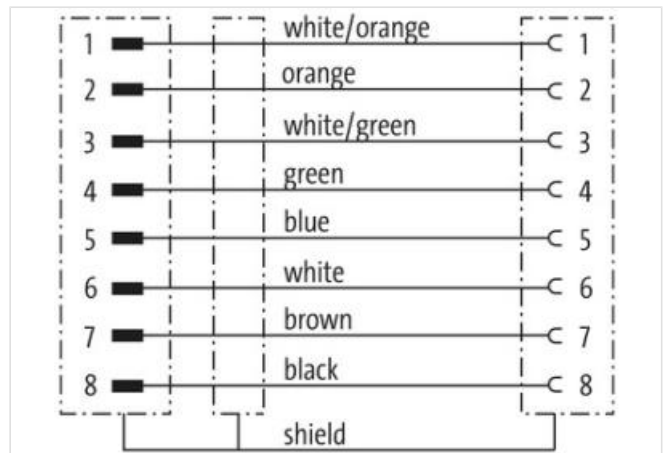 1 white/orange 1
2 orange 2
3 white/green 3
4 green 4
5 blue 5
6 white 6
7 brown 7
8 black 8
shield